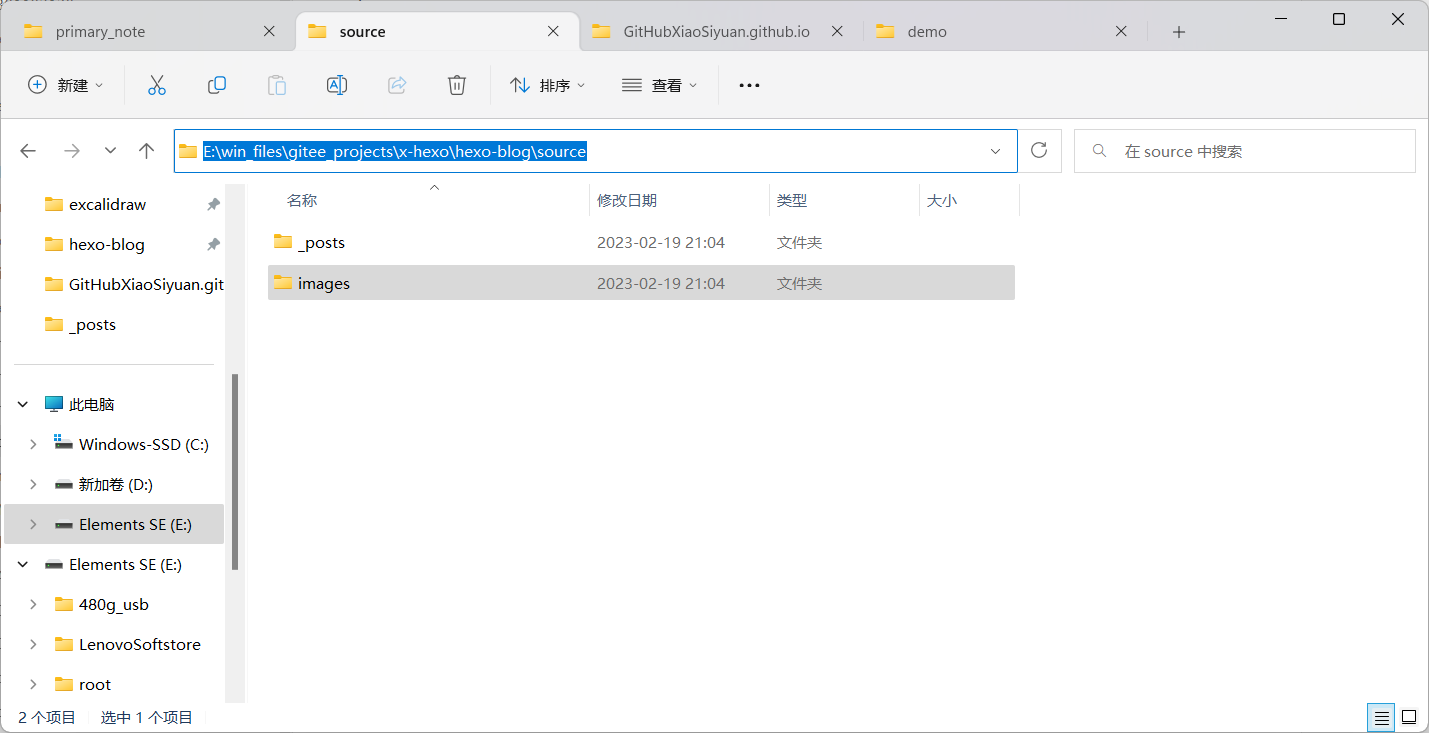 primary_note
source
GitHubXiaoSiyuan.github.io
demo
新建
排序
查看
E:\win_files\gitee_projects\x-hexo\hexo-blog\source
在 source 中搜索
名称 修改日期 类型 大小
_posts 2023-02-19 21:04 文件夹
images 2023-02-19 21:04 文件夹
excalidraw
hexo-blog
GitHubXiaoSiyuan.git
_posts
此电脑
Windows-SSD (C:)
新加卷 (D:)
Elements SE (E:)
Elements SE (E:)
480g_usb
LenovoSoftstore
root
2 个项目 选中 1 个项目